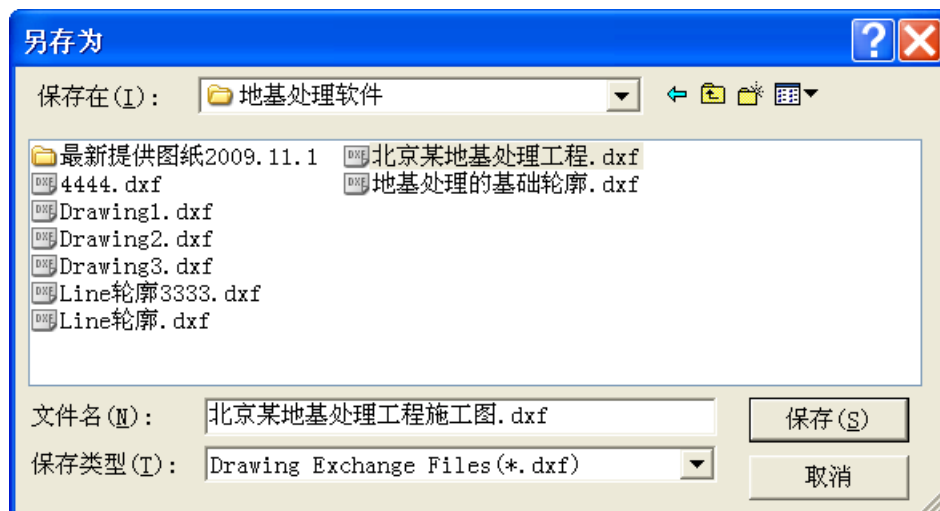 另存为
保存在(I): 地基处理软件
最新提供图纸2009.11.1 北京某地基处理工程.dxf
4444.dxf 地基处理的基础轮廓.dxf
Drawing1.dxf
Drawing2.dxf
Drawing3.dxf
Line轮廓3333.dxf
Line轮廓.dxf
文件名(N): 北京某地基处理工程施工图.dxf 保存(S)
保存类型(T): Drawing Exchange Files(*.dxf) 取消